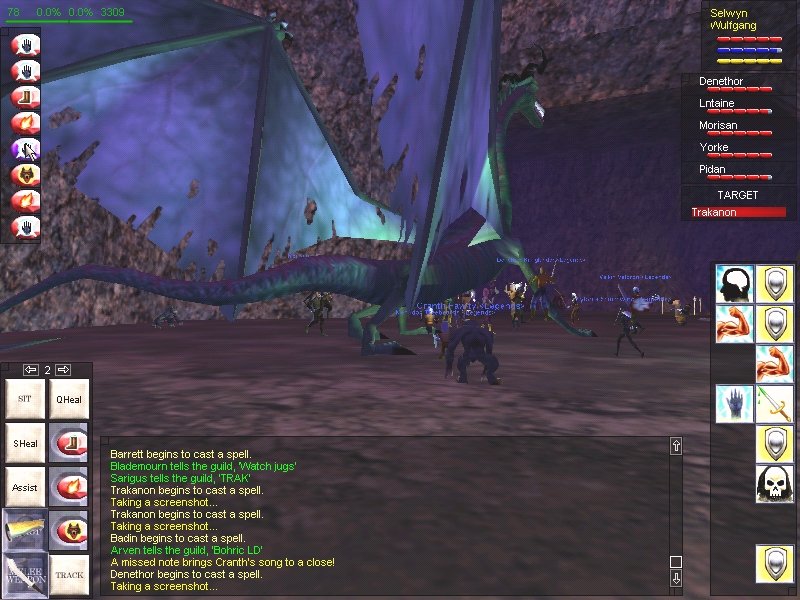 78 0.0% 0.0% 3309
Selwyn
Wulfgang
Denethor
Lntaine
Morisan
Yorke
Pidan
TARGET
Trakanon
Cranth
<Legends>
2
SIT
QHeal
SHeal
Assist
MELEE
WEAPON
TRACK
Barrett begins to cast a spell.
Blademourn tells the guild, 'Watch jugs'
Sarigus tells the guild, 'TRAK'
Trakanon begins to cast a spell.
Taking a screenshot...
Trakanon begins to cast a spell.
Taking a screenshot...
Badin begins to cast a spell.
Arven tells the guild, 'Bohric LD'
A missed note brings Cranth's song to a close!
Denethor begins to cast a spell.
Taking a screenshot...